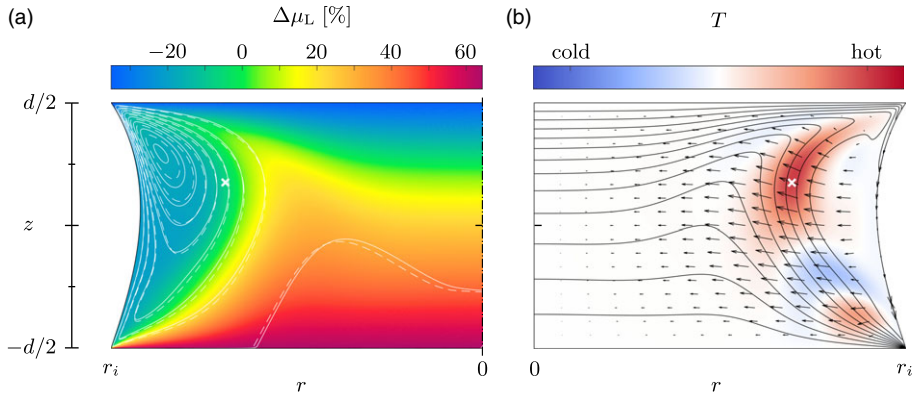 (a)
Δμ_L [%]
−20 0 20 40 60
d/2
z
−d/2
r_i
r
0
(b)
T
cold
hot
0
r
r_i